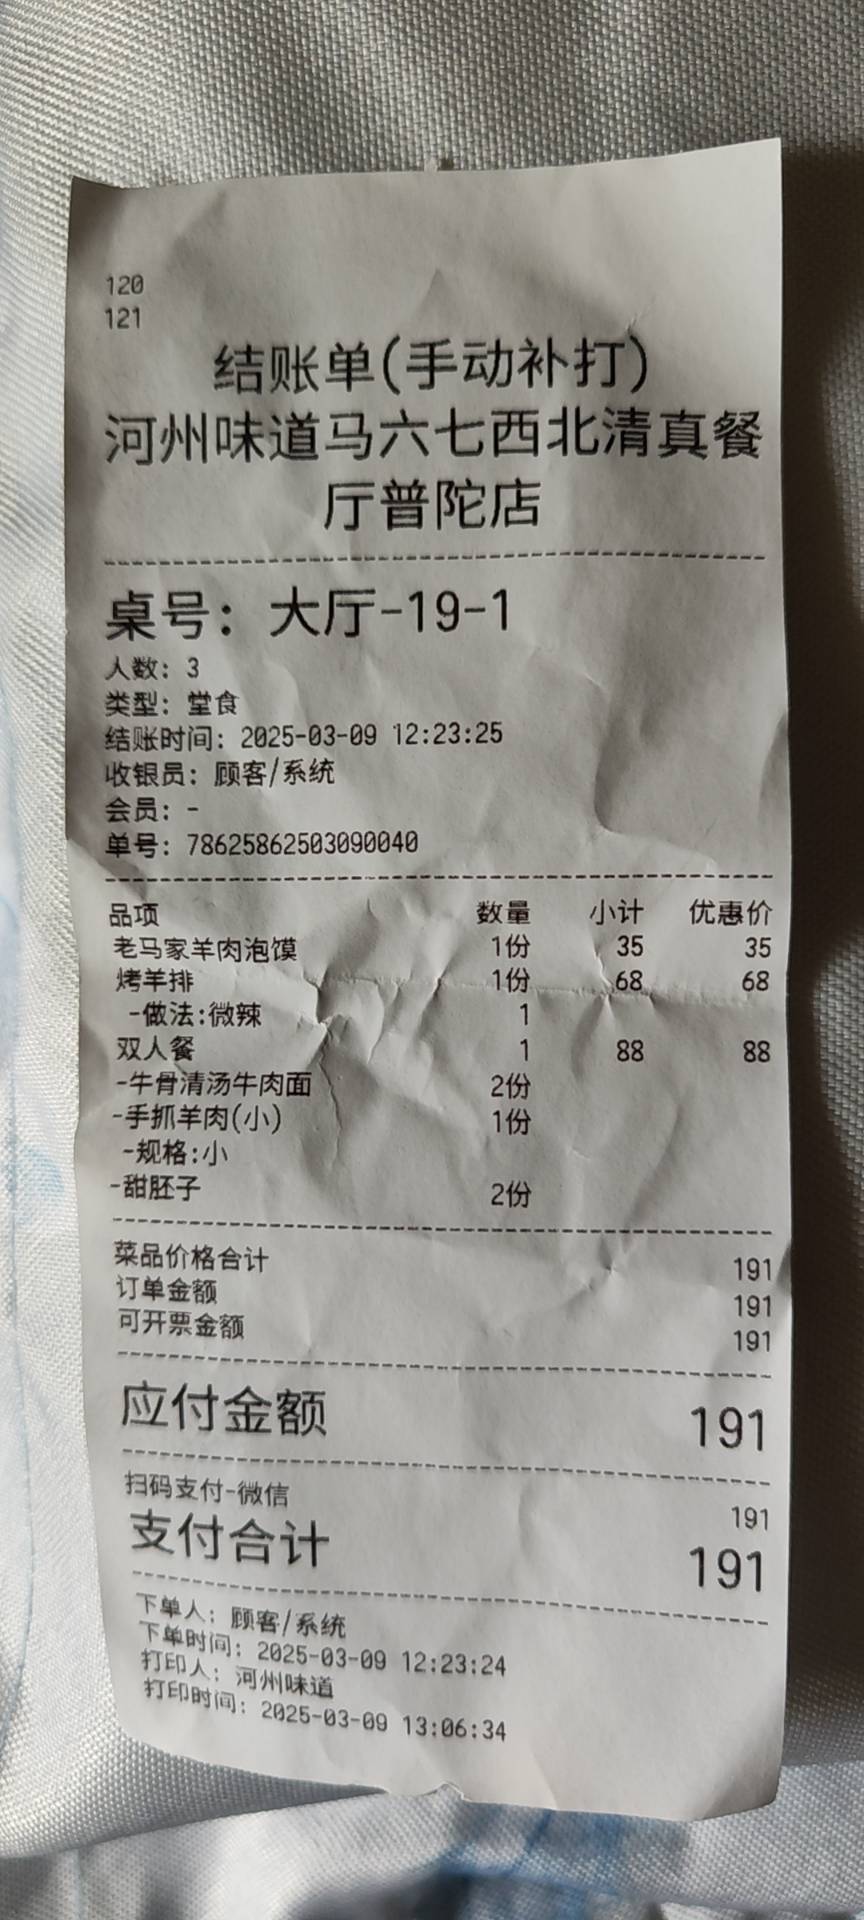 120
121
结账单(手动补打)
河州味道马六七西北清真餐
厅普陀店
桌号: 大厅-19-1
人数: 3
类型: 堂食
结账时间: 2025-03-09 12:23:25
收银员: 顾客/系统
会员: -
单号: 78625862503090040
品项 数量 小计 优惠价
老马家羊肉泡馍 1份 35 35
烤羊排 1份 68 68
-做法:微辣 1
双人餐 1 88 88
-牛骨清汤牛肉面 2份
-手抓羊肉(小) 1份
-规格:小
-甜胚子 2份
菜品价格合计 191
订单金额 191
可开票金额 191
应付金额 191
扫码支付-微信 191
支付合计 191
下单人: 顾客/系统
下单时间: 2025-03-09 12:23:24
打印人: 河州味道
打印时间: 2025-03-09 13:06:34